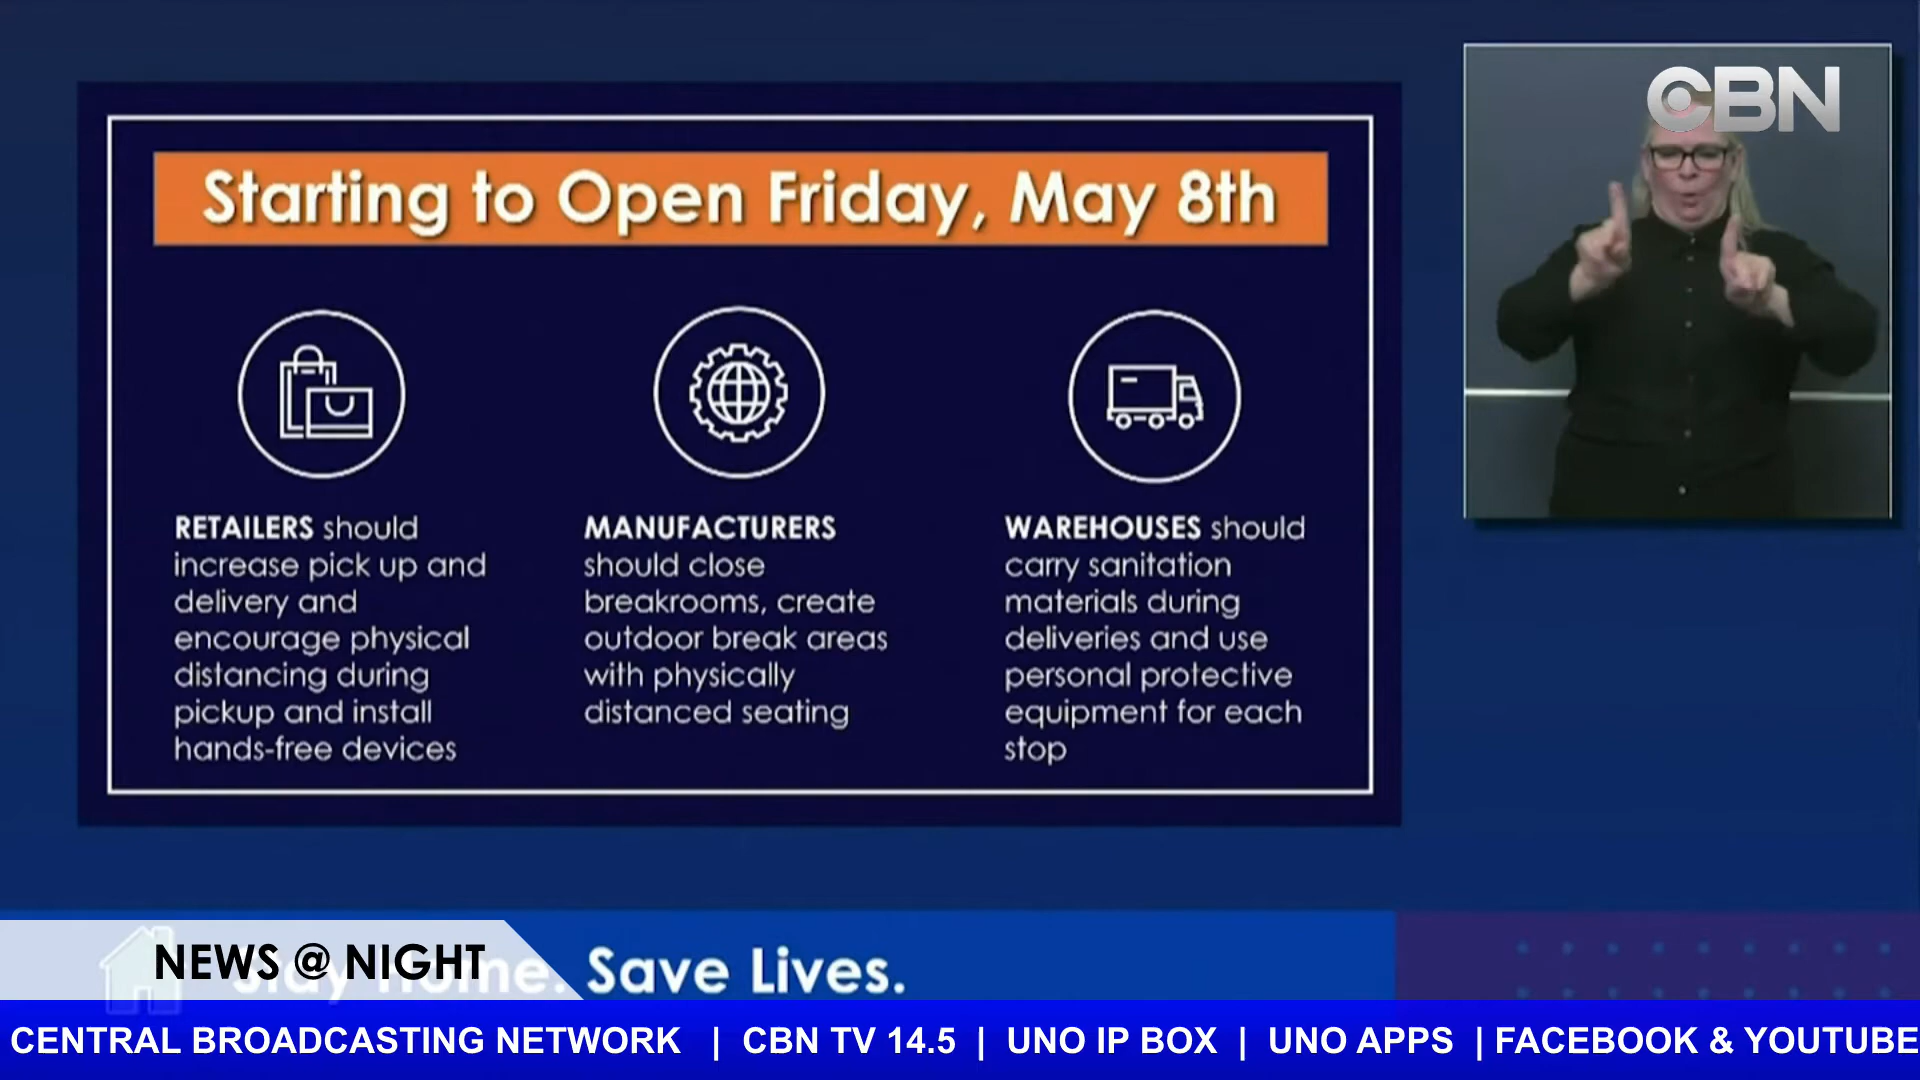 CBN
Starting to Open Friday, May 8th
RETAILERS should
increase pick up and
delivery and
encourage physical
distancing during
pickup and install
hands-free devices
MANUFACTURERS
should close
breakrooms, create
outdoor break areas
with physically
distanced seating
WAREHOUSES should
carry sanitation
materials during
deliveries and use
personal protective
equipment for each
stop
NEWS @ NIGHT
Stay Home. Save Lives.
CENTRAL BROADCASTING NETWORK | CBN TV 14.5 | UNO IP BOX | UNO APPS | FACEBOOK & YOUTUBE